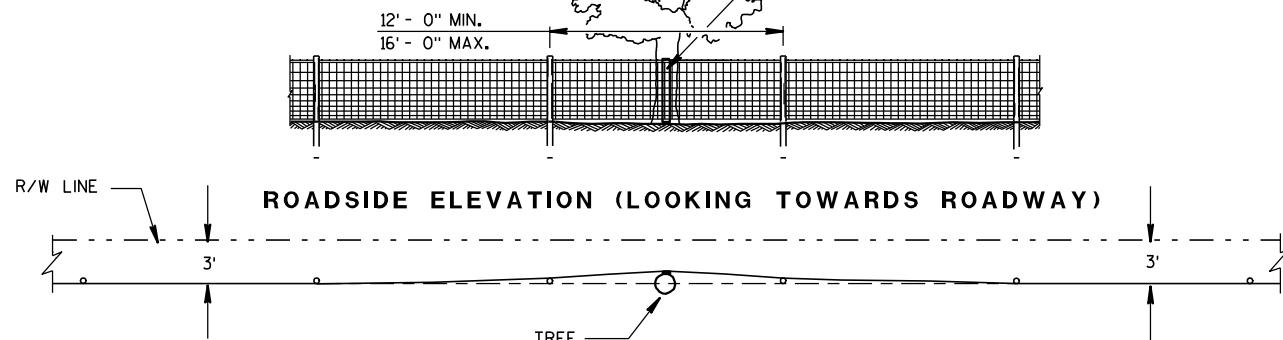 12' - 0" MIN.
16' - 0" MAX.
R/W LINE
ROADSIDE ELEVATION (LOOKING TOWARDS ROADWAY)
3'
3'
TREE